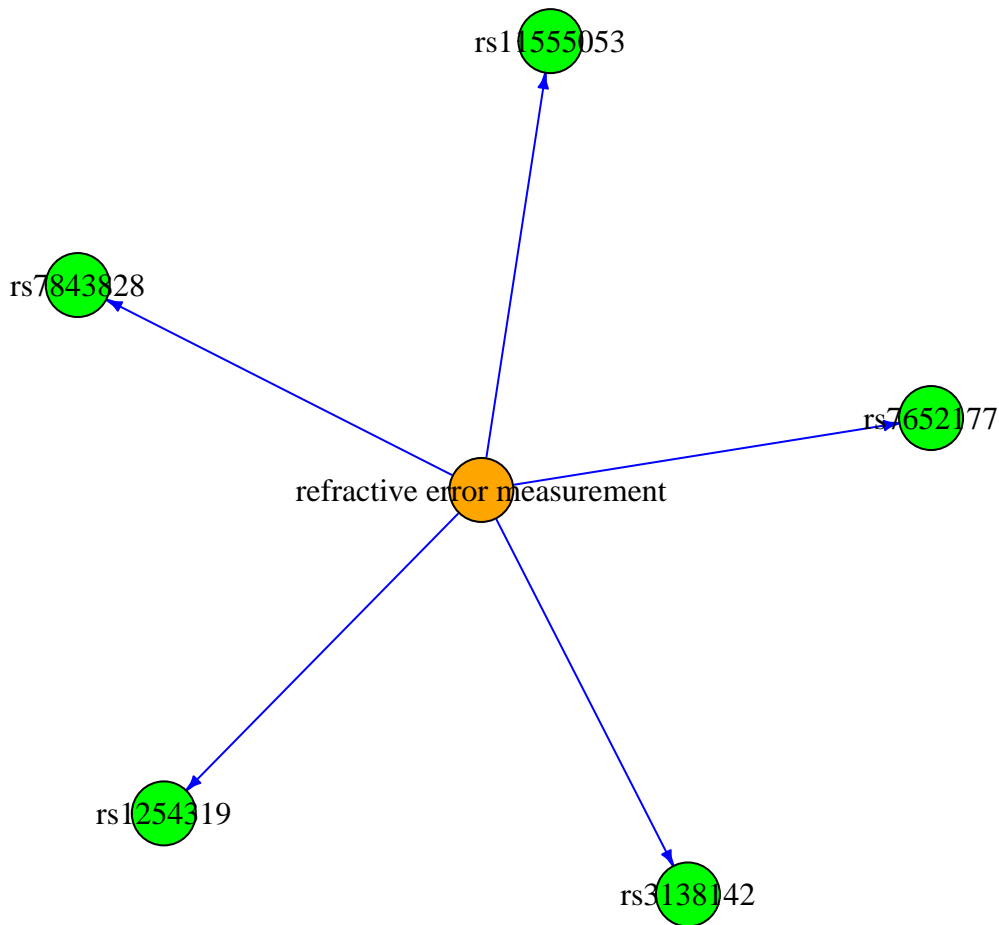 rs11555053
rs7843828
rs7652177
refractive error measurement
rs1254319
rs3138142